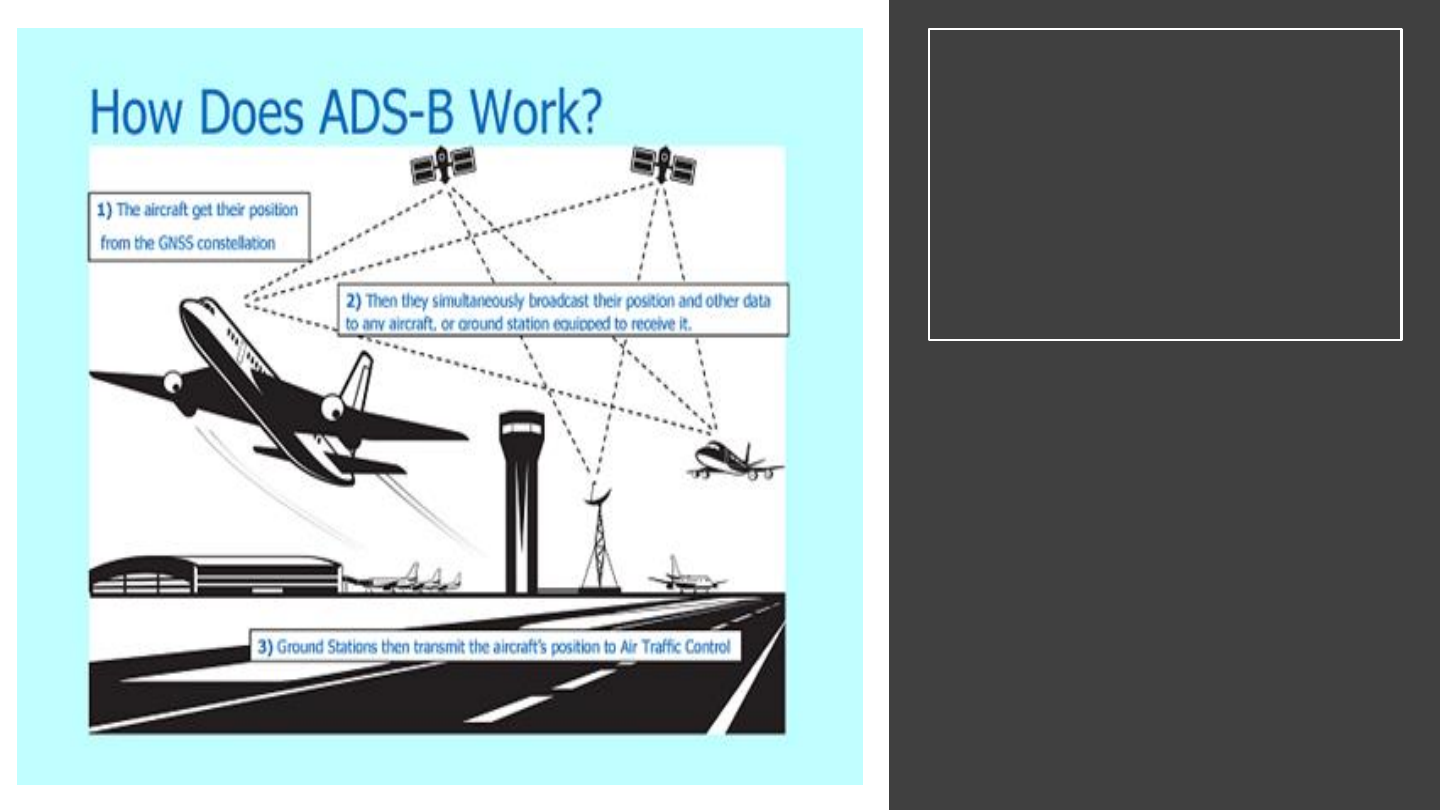 How Does ADS-B Work?
1) The aircraft get their position
from the GNSS constellation
2) Then they simultaneously broadcast their position and other data
to any aircraft, or ground station equipped to receive it.
3) Ground Stations then transmit the aircraft's position to Air Traffic Control